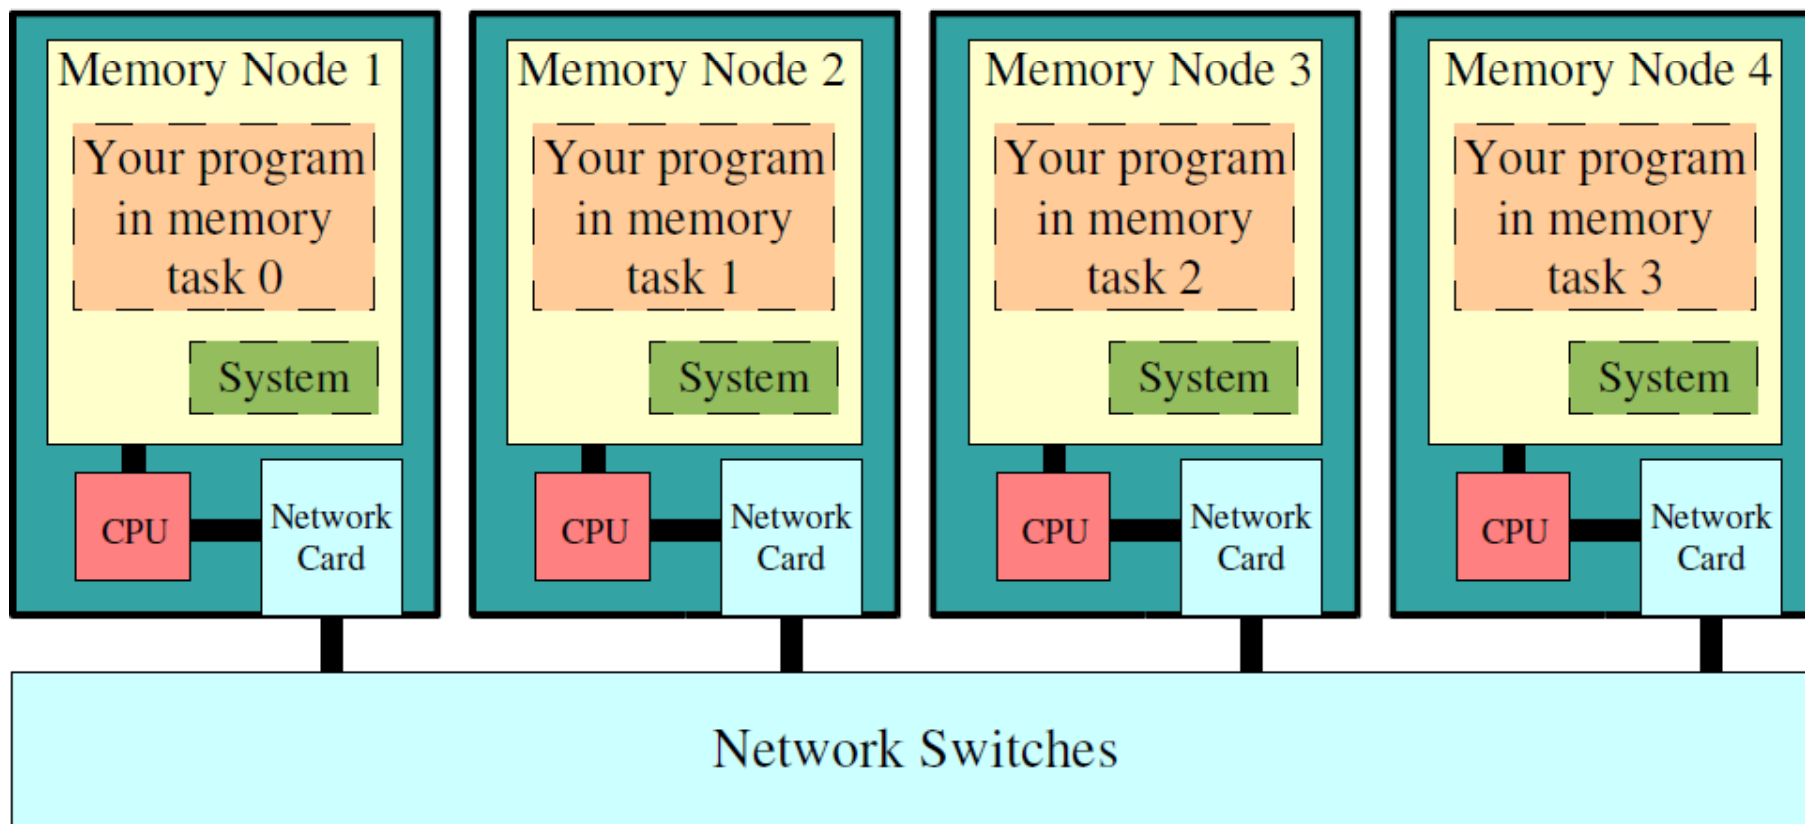 Memory Node 1
Your program
in memory
task 0
System
CPU
Network
Card
Memory Node 2
Your program
in memory
task 1
System
CPU
Network
Card
Memory Node 3
Your program
in memory
task 2
System
CPU
Network
Card
Memory Node 4
Your program
in memory
task 3
System
CPU
Network
Card
Network Switches